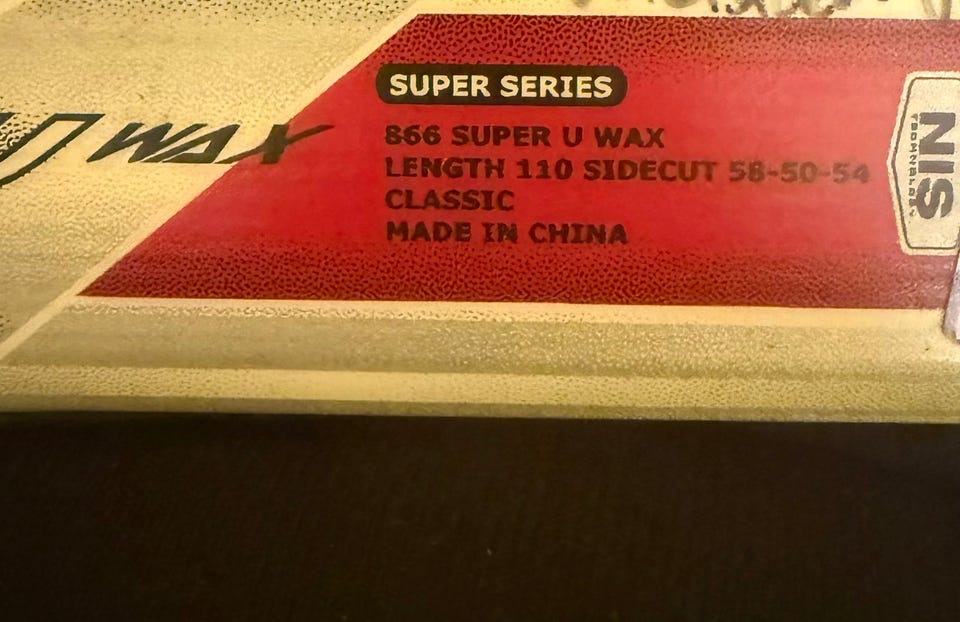 SUPER SERIES
WAX
866 SUPER U WAX
LENGTH 110 SIDECUT 58-50-54
CLASSIC
MADE IN CHINA
NIS